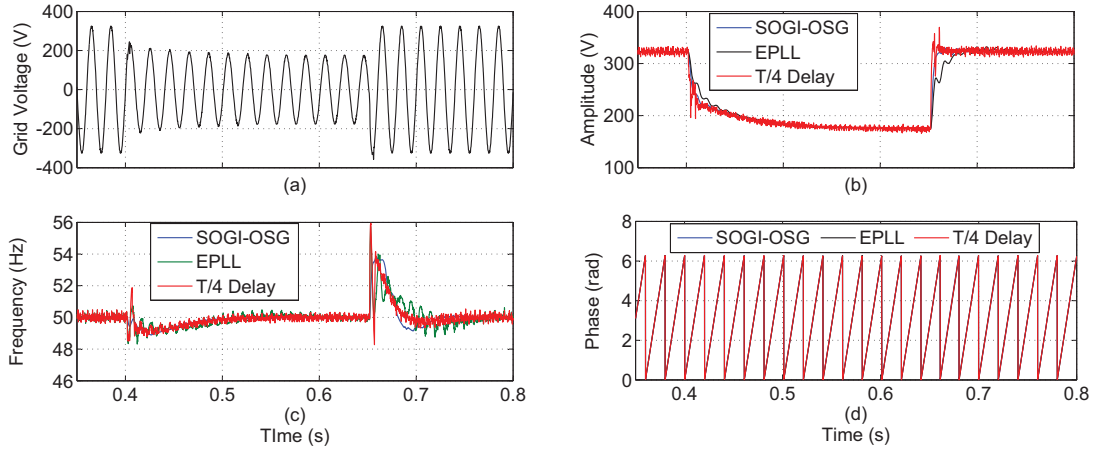 Grid Voltage (V)
400
200
0
-200
-400
(a)
Amplitude (V)
400
300
200
100
SOGI-OSG
EPLL
T/4 Delay
(b)
Frequency (Hz)
56
54
52
50
48
46
SOGI-OSG
EPLL
T/4 Delay
0.4 0.5 0.6 0.7 0.8
(c)
TIme (s)
Phase (rad)
8
6
4
2
0
SOGI-OSG EPLL T/4 Delay
0.4 0.5 0.6 0.7 0.8
(d)
Time (s)